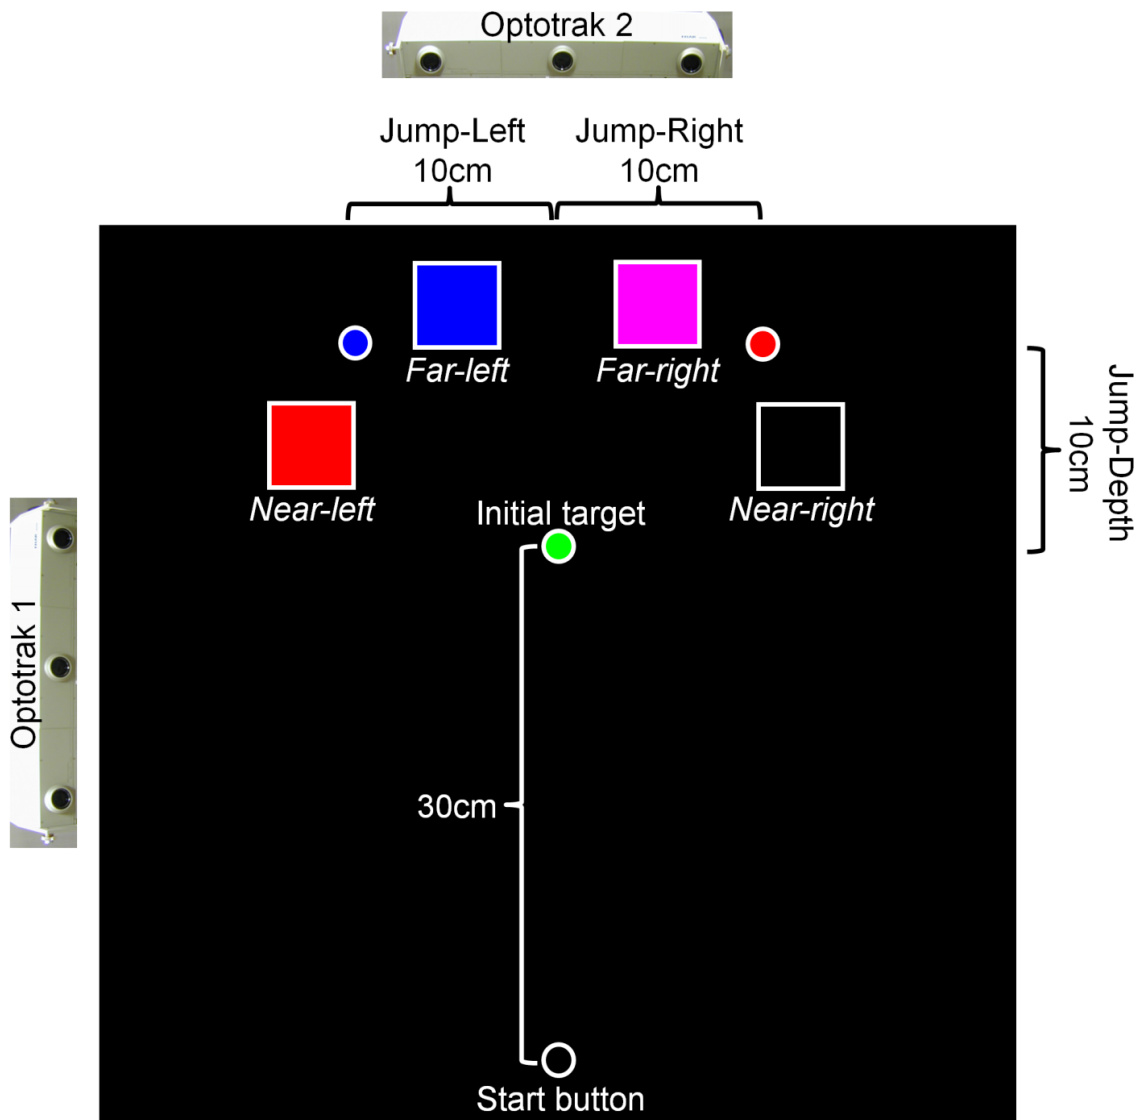 Optotrak 2
Jump-Left
10cm
Jump-Right
10cm
Far-left
Far-right
Near-left
Near-right
Jump-Depth
10cm
Initial target
Optotrak 1
30cm
Start button